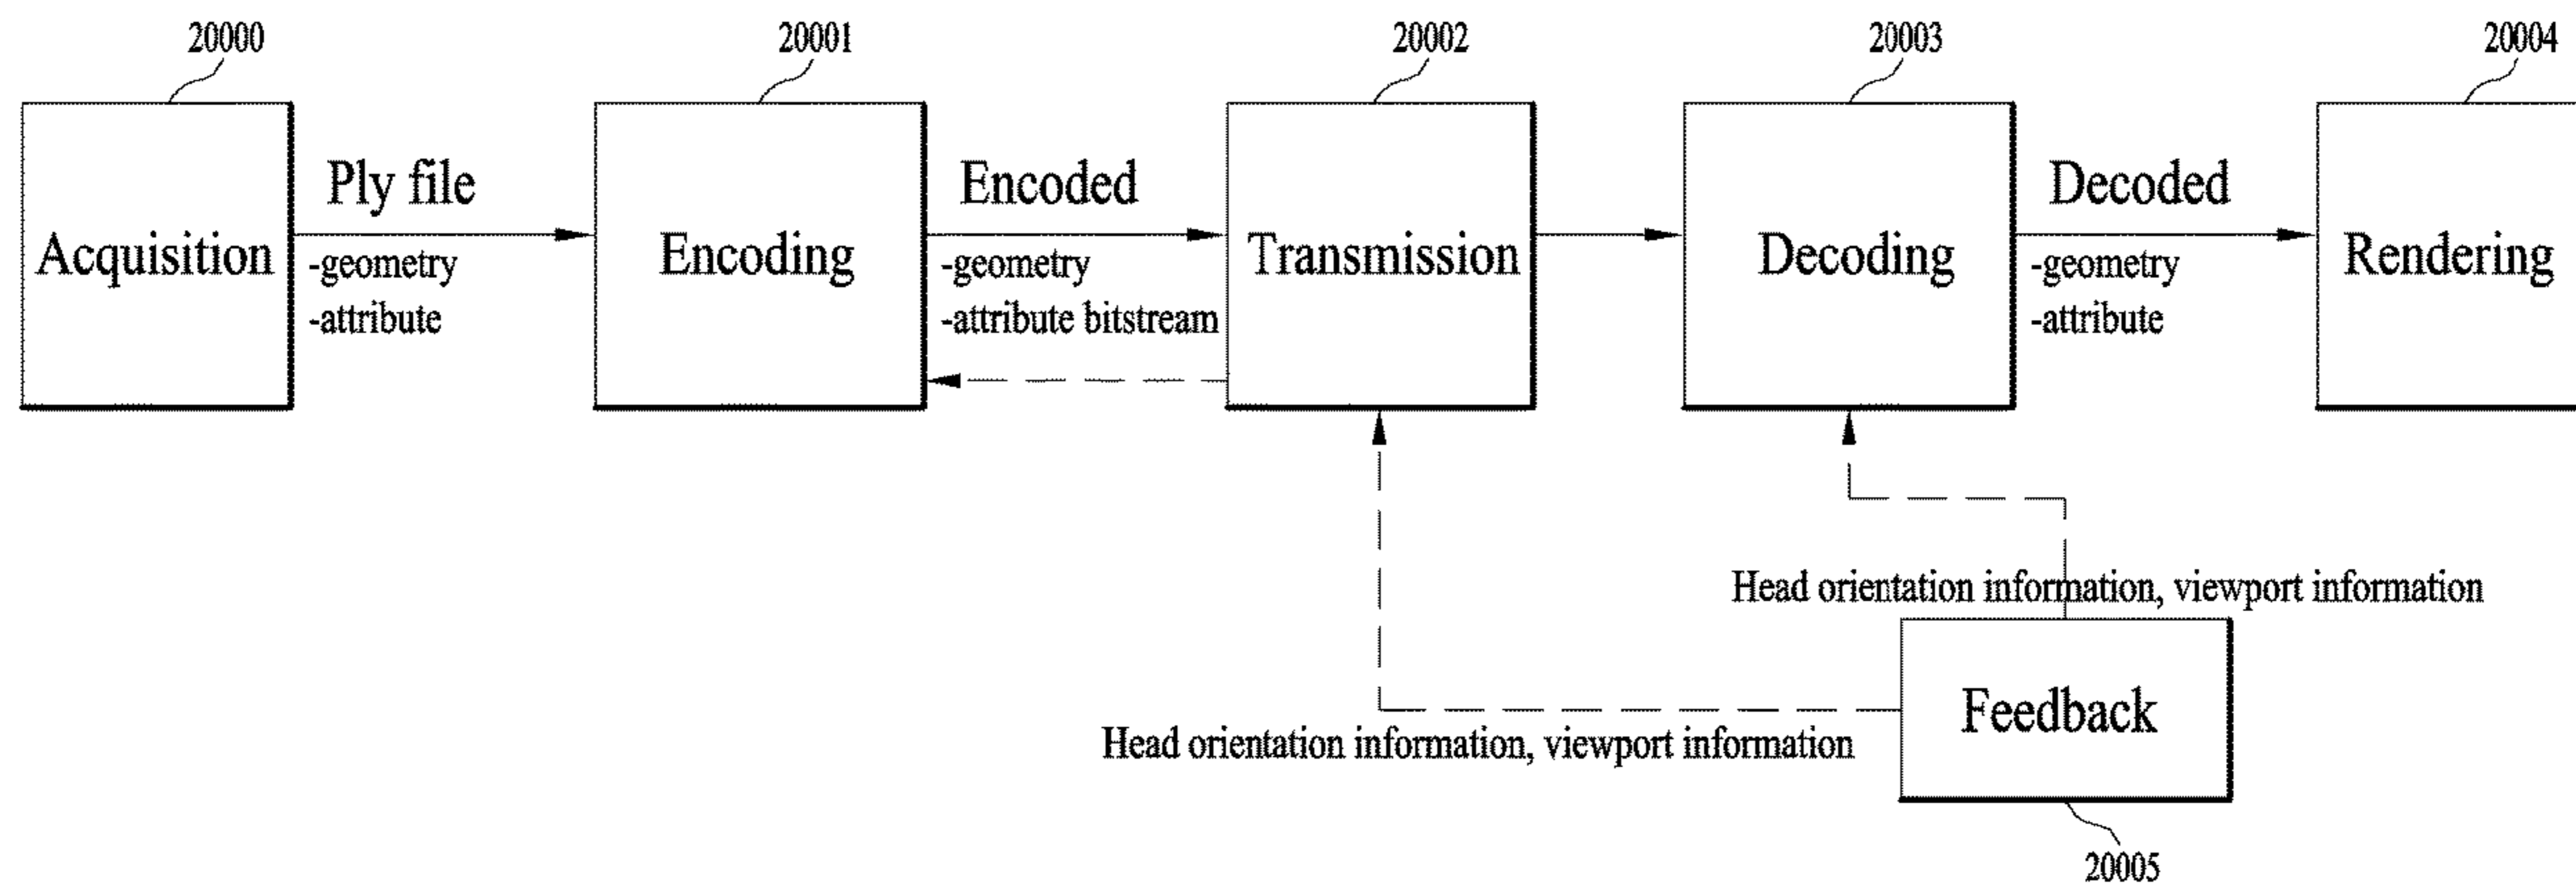 20000
20001
20002
20003
20004
Acquisition
Ply file
-geometry
-attribute
Encoding
Encoded
-geometry
-attribute bitstream
Transmission
Decoding
Decoded
-geometry
-attribute
Rendering
Head orientation information, viewport information
Feedback
Head orientation information, viewport information
20005